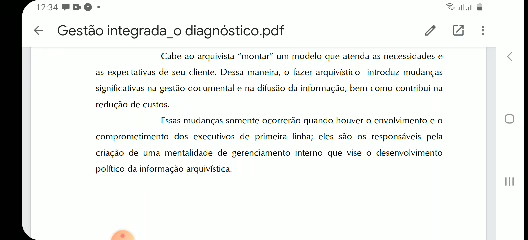 12:34
Gestão integrada_o diagnóstico.pdf
Cabe ao arquivista "montar" um modelo que atenda as necessidades e
as expectativas de seu cliente. Dessa maneira, o fazer arquivístico introduz mudanças
significativas na gestão documental e na difusão da informação, bem como contribui na
redução de custos.
Essas mudanças somente ocorrerão quando houver o envolvimento e o
comprometimento dos executivos de primeira linha; eles são os responsáveis pela
criação de uma mentalidade de gerenciamento interno que vise o desenvolvimento
político da informação arquivística.